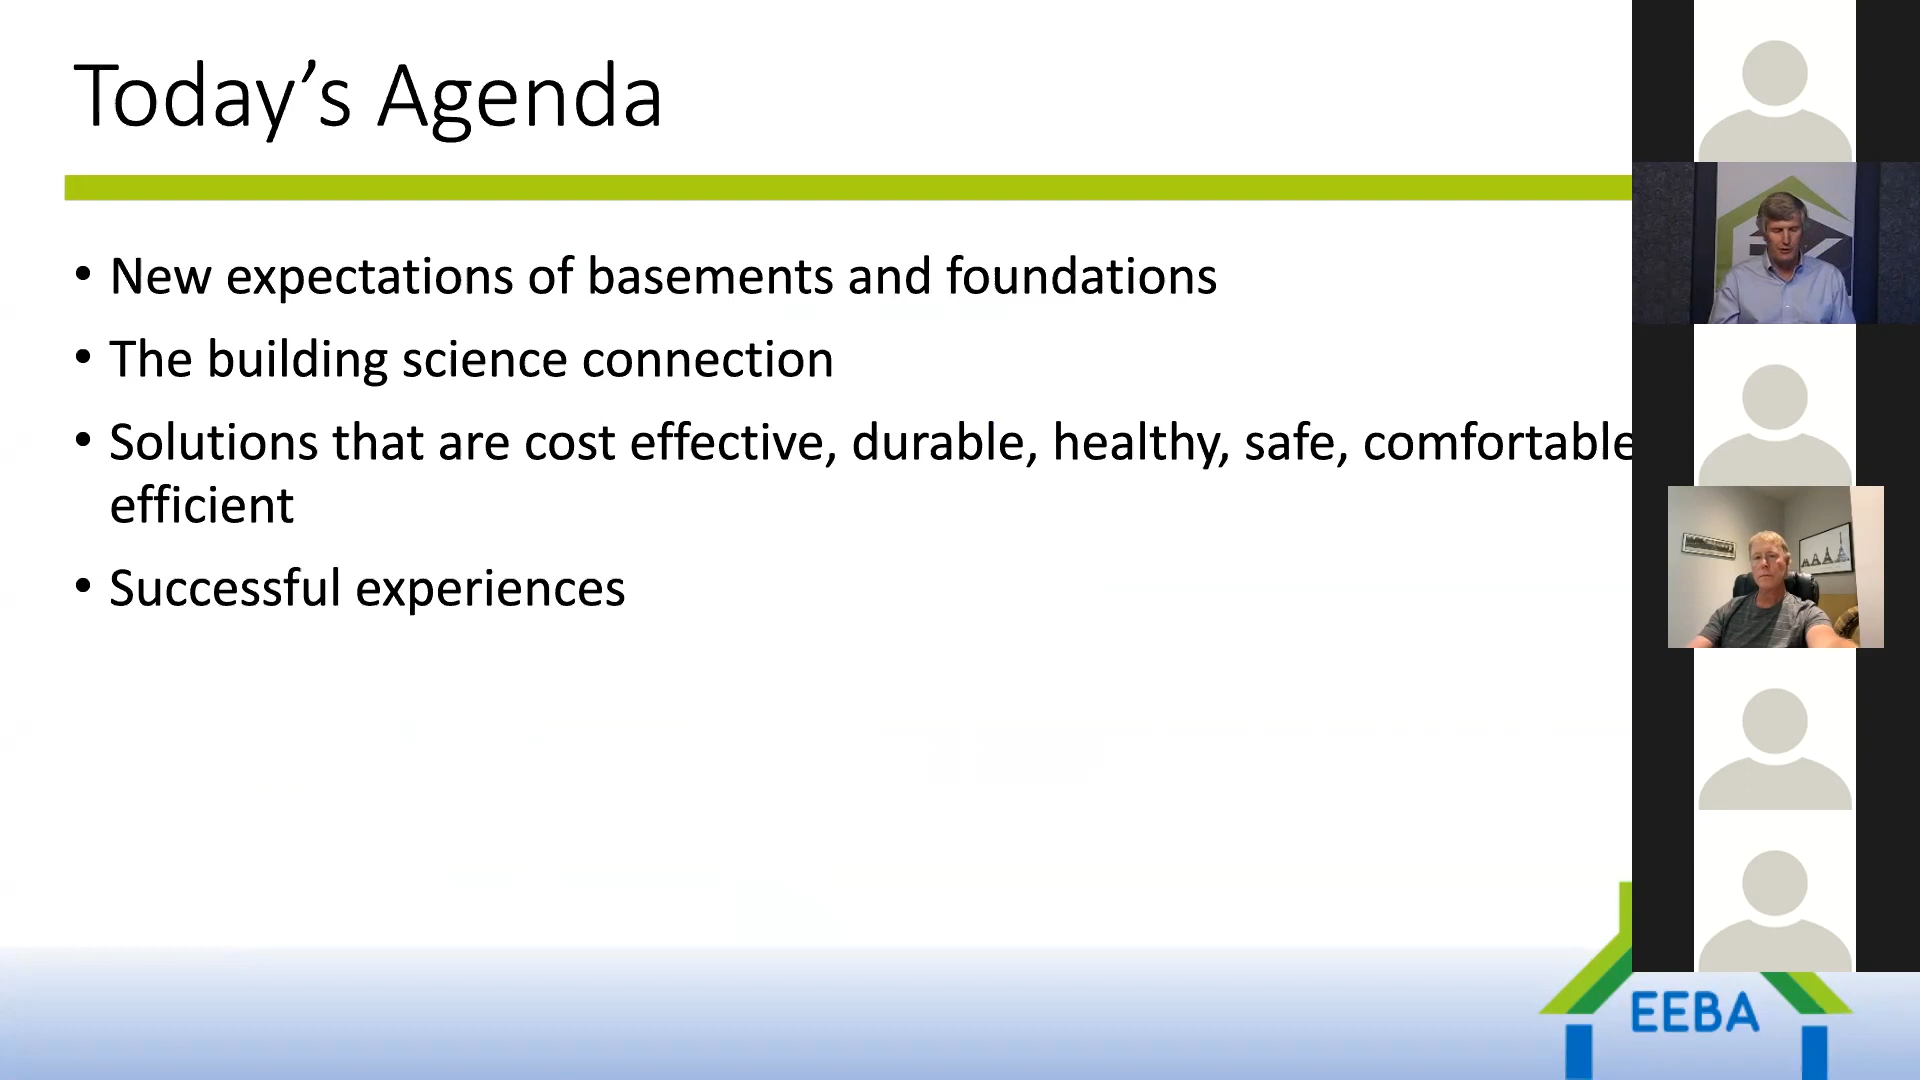 Today’s Agenda
• New expectations of basements and foundations
• The building science connection
• Solutions that are cost effective, durable, healthy, safe, comfortable
efficient
• Successful experiences
EEBA